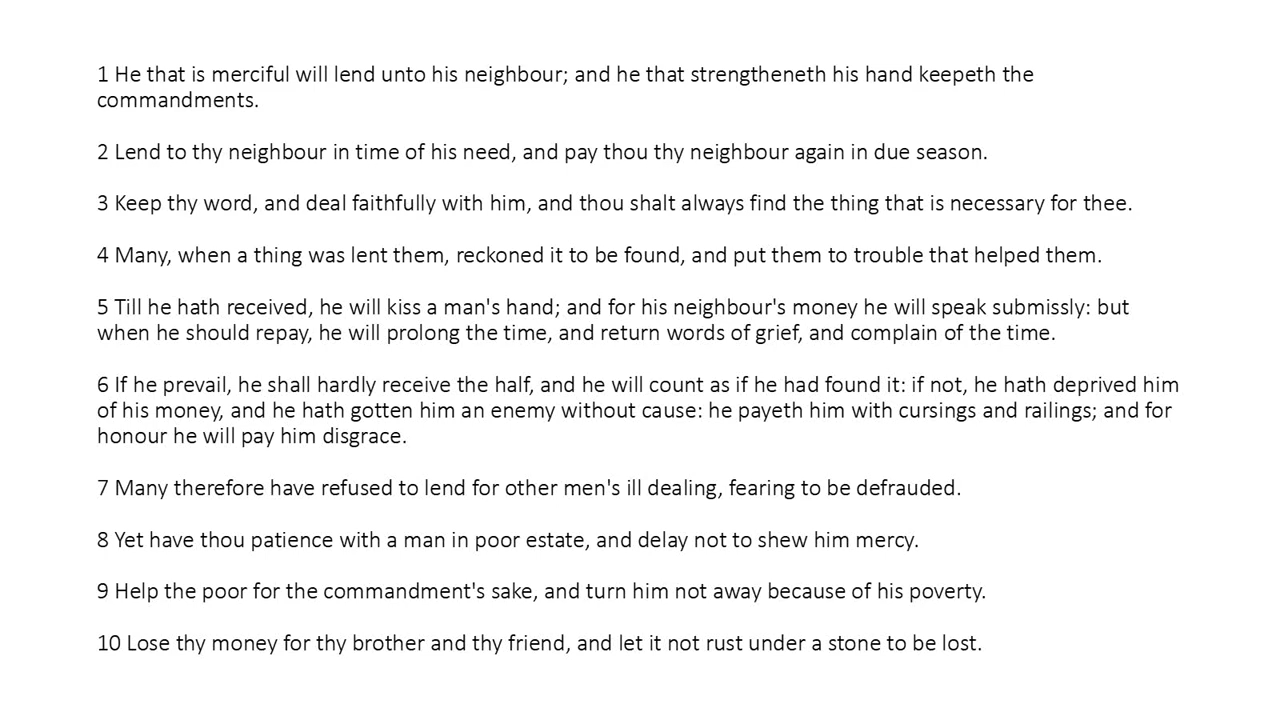 1 He that is merciful will lend unto his neighbour; and he that strengtheneth his hand keepeth the
commandments.
2 Lend to thy neighbour in time of his need, and pay thou thy neighbour again in due season.
3 Keep thy word, and deal faithfully with him, and thou shalt always find the thing that is necessary for thee.
4 Many, when a thing was lent them, reckoned it to be found, and put them to trouble that helped them.
5 Till he hath received, he will kiss a man's hand; and for his neighbour's money he will speak submissly: but
when he should repay, he will prolong the time, and return words of grief, and complain of the time.
6 If he prevail, he shall hardly receive the half, and he will count as if he had found it: if not, he hath deprived him
of his money, and he hath gotten him an enemy without cause: he payeth him with cursings and railings; and for
honour he will pay him disgrace.
7 Many therefore have refused to lend for other men's ill dealing, fearing to be defrauded.
8 Yet have thou patience with a man in poor estate, and delay not to shew him mercy.
9 Help the poor for the commandment's sake, and turn him not away because of his poverty.
10 Lose thy money for thy brother and thy friend, and let it not rust under a stone to be lost.